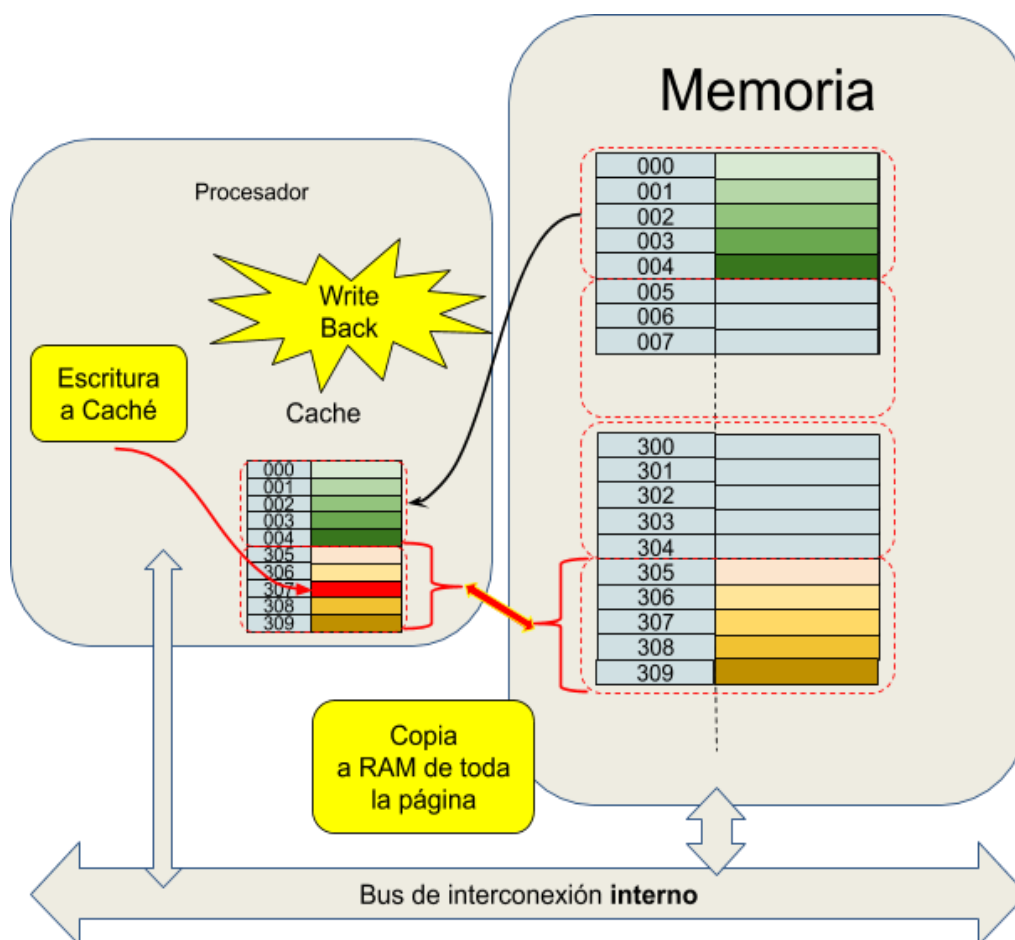 Memoria
000
001
002
003
004
005
006
007
300
301
302
303
304
305
306
307
308
309
Procesador
Write
Back
Escritura
a Caché
Cache
000
001
002
003
004
305
306
307
308
309
Copia
a RAM de toda
la página
Bus de interconexión interno